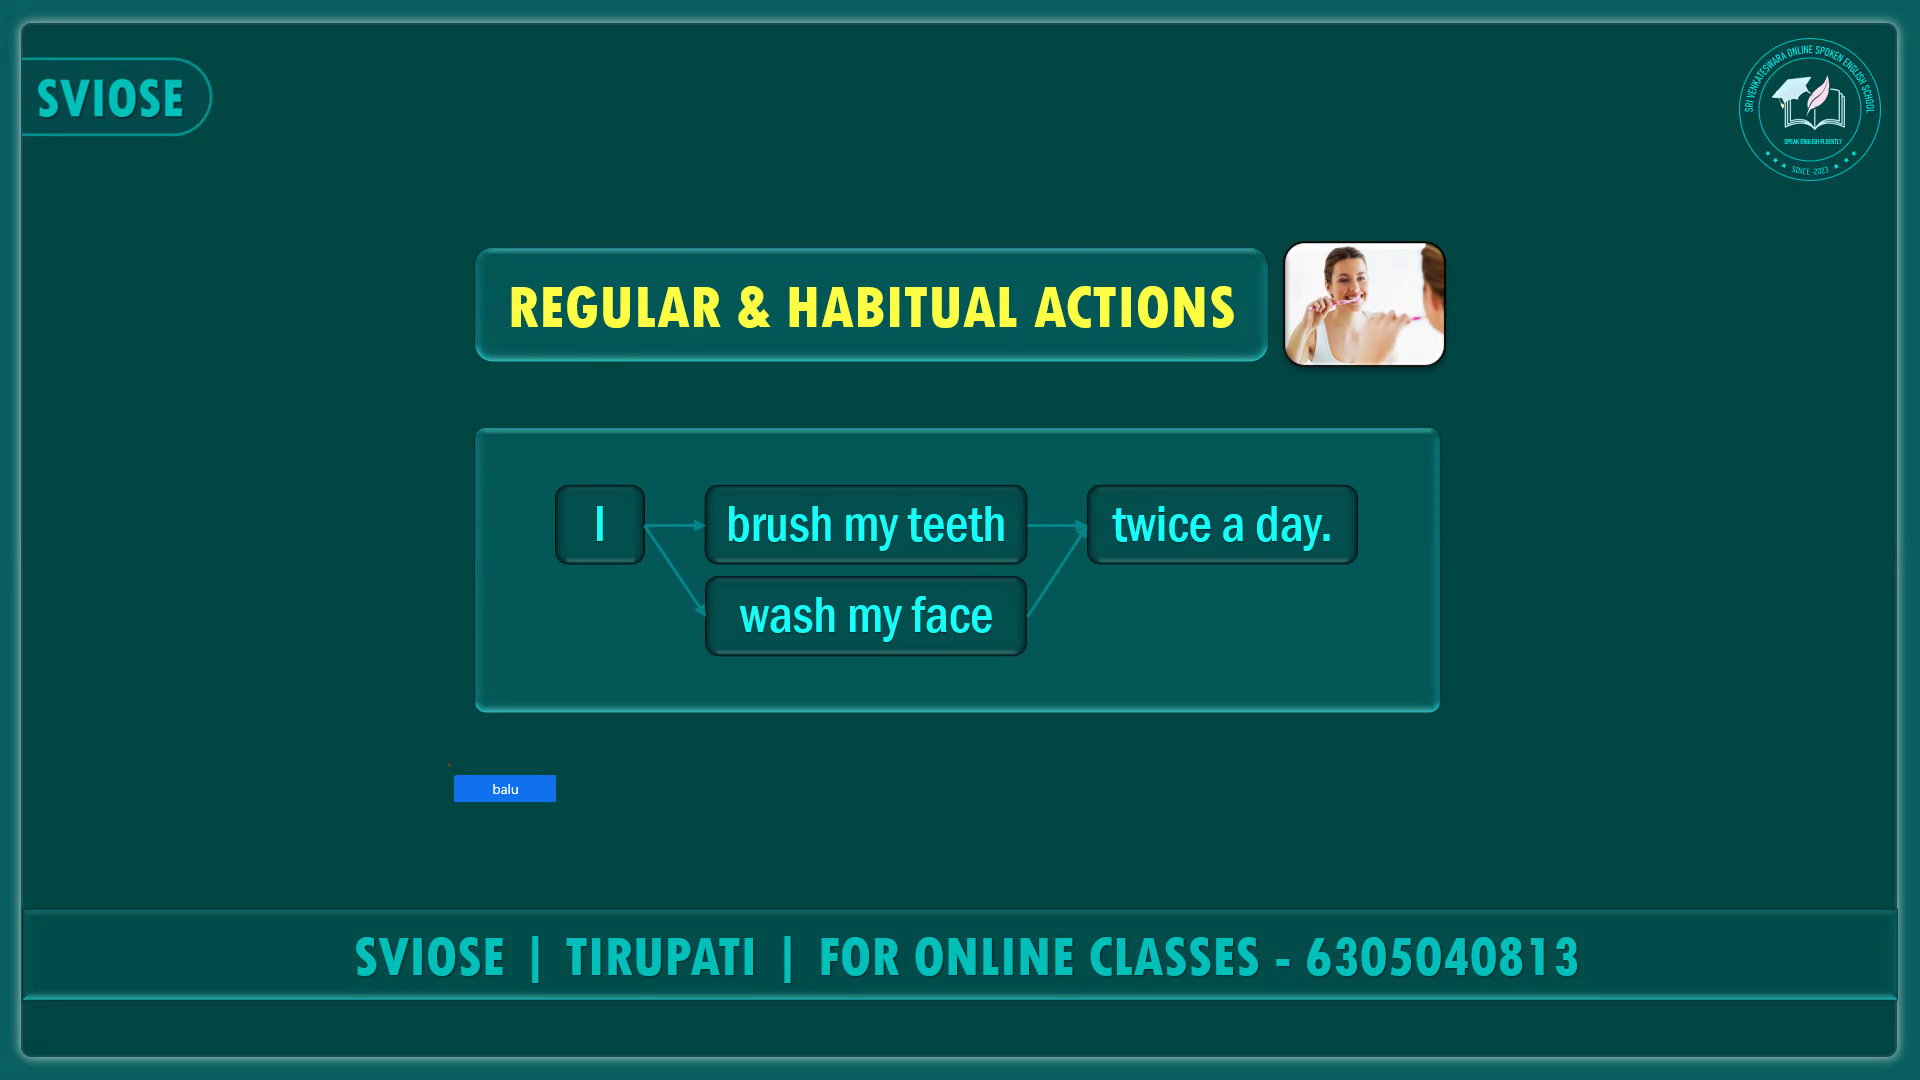 SVIOSE
SRI VENKATESWARA ONLINE SPOKEN ENGLISH SCHOOL
SPEAK ENGLISH FLUENTLY
SINCE -2023
REGULAR & HABITUAL ACTIONS
I brush my teeth twice a day.
wash my face
balu
SVIOSE | TIRUPATI | FOR ONLINE CLASSES - 6305040813